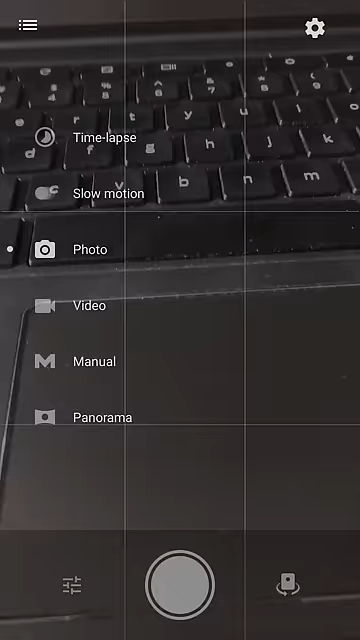 Time-lapse
Slow motion
Photo
Video
Manual
Panorama
e r t y u i
d f g h j k
c v b n m